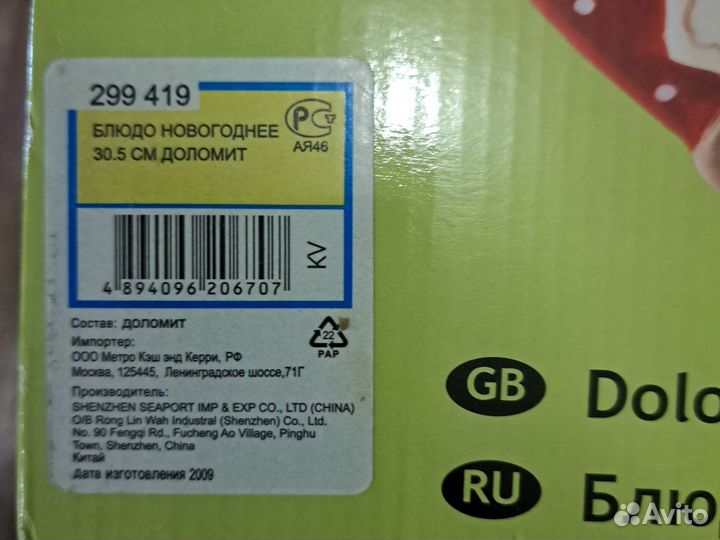 299 419
БЛЮДО НОВОГОДНЕЕ
30.5 СМ ДОЛОМИТ
РСТ
АЯ46
KV
4 894096 206707
Состав: ДОЛОМИТ
Импортер:
ООО Метро Кэш энд Керри, РФ
Москва, 125445, Ленинградское шоссе,71Г
22
PAP
Производитель:
SHENZHEN SEAPORT IMP & EXP CO., LTD (CHINA)
O/B Rong Lin Wah Industral (Shenzhen) Co., Ltd.
No. 90 Fengqi Rd., Fucheng Ao Village, Pinghu
Town, Shenzhen, China
Китай
Дата изготовления 2009
GB Dolo
RU Блю
Avito